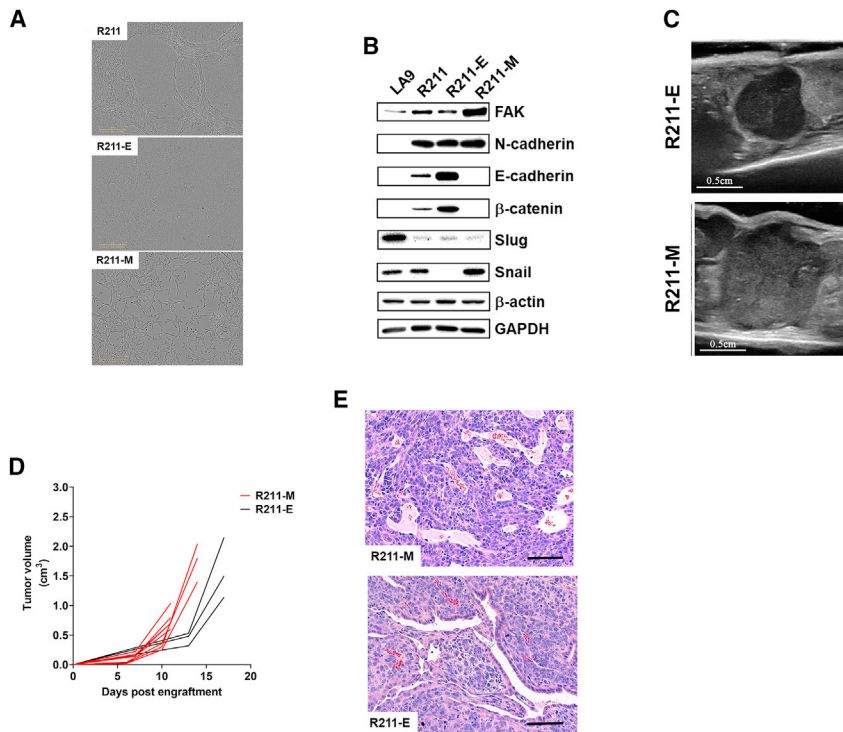 A
R211
R211-E
R211-M
B
LA9 R211 R211-E R211-M
FAK
N-cadherin
E-cadherin
β-catenin
Slug
Snail
β-actin
GAPDH
C
R211-E
0.5cm
R211-M
0.5cm
D
R211-M
R211-E
Tumor volume
(cm³)
3.0
2.5
2.0
1.5
1.0
0.5
0.0
0 5 10 15 20
Days post engraftment
E
R211-M
R211-E